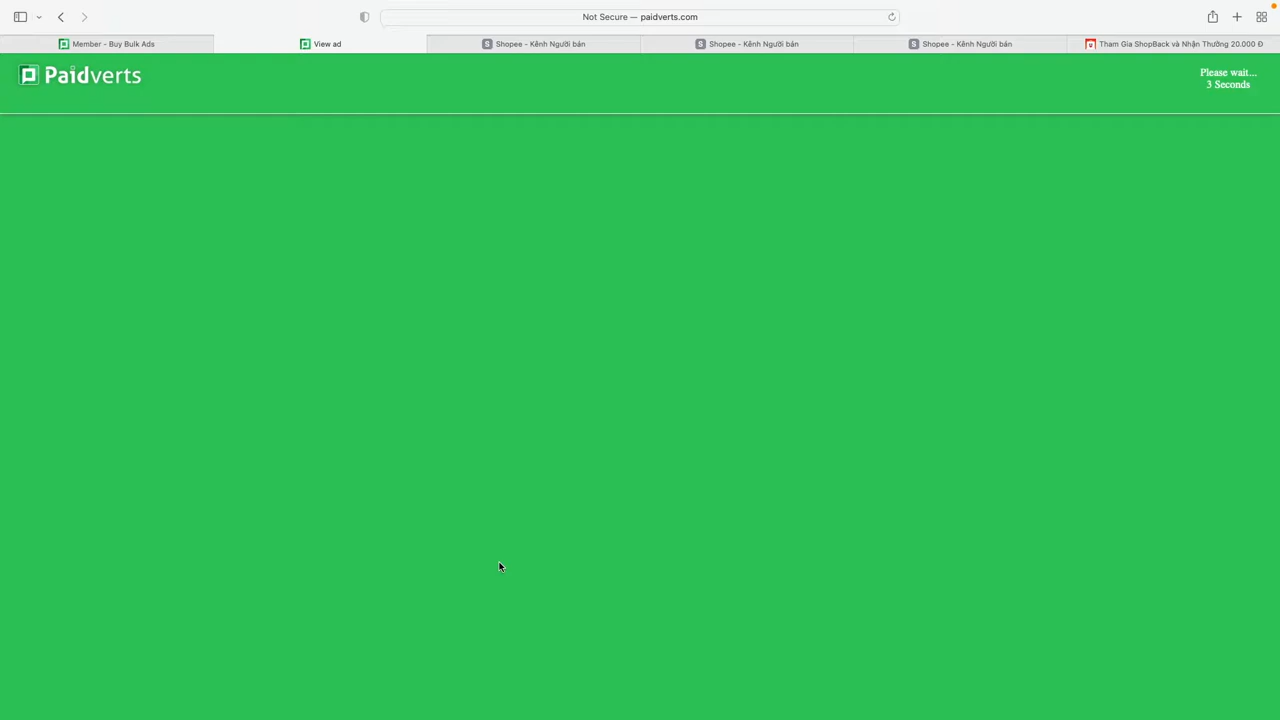 Not Secure — paidverts.com
Member - Buy Bulk Ads
View ad
S Shopee - Kênh Người bán
S Shopee - Kênh Người bán
S Shopee - Kênh Người bán
Tham Gia ShopBack và Nhận Thưởng 20.000 Đ
Paidverts
Please wait...
3 Seconds